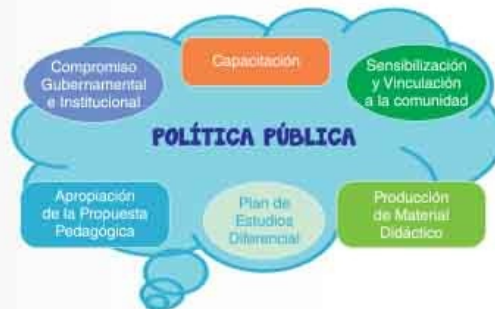 Compromiso
Gubernamental
e Institucional
Capacitación
Sensibilización
y Vinculación
a la comunidad
POLÍTICA PÚBLICA
Apropiación
de la Propuesta
Pedagógica
Plan de
Estudios
Diferencial
Producción
de Material
Didáctico